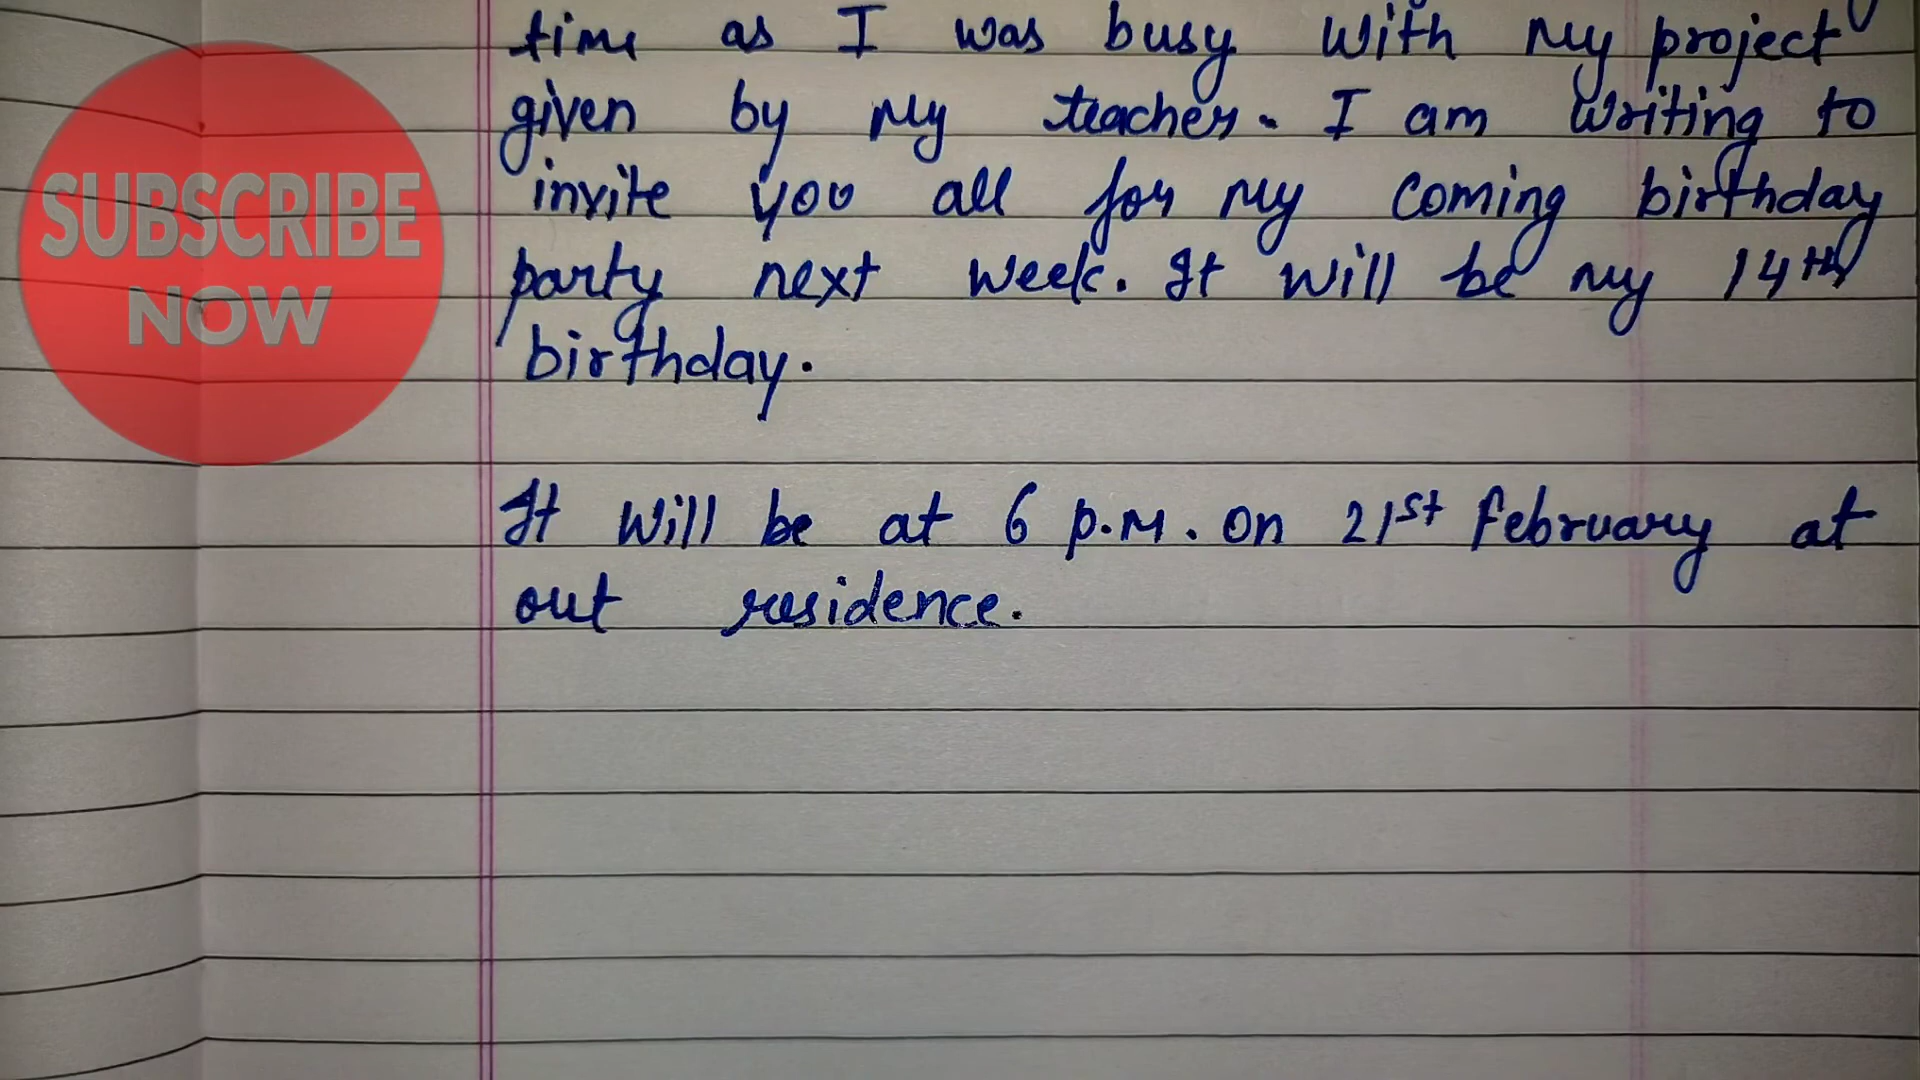 time as I was busy with my project
given by my teacher. I am writing to
invite you all for my coming birthday
party next week. It will be my 14th
birthday.
It will be at 6 p.m. on 21st february at
out residence.
SUBSCRIBE
NOW